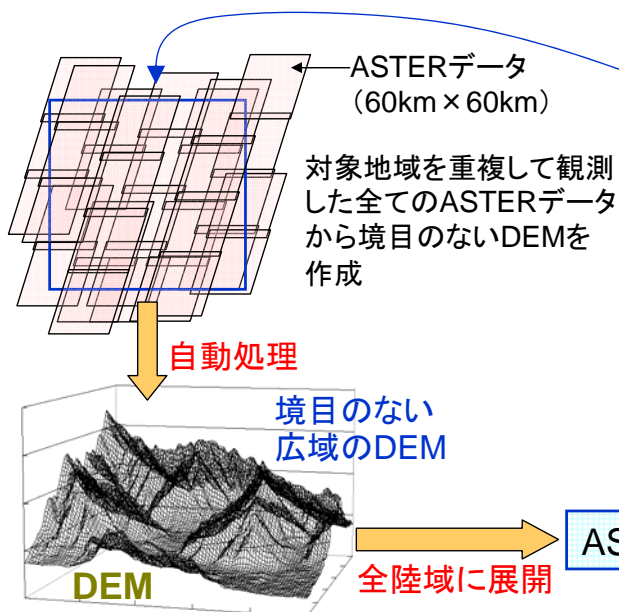 ASTERデータ
（60km×60km）
対象地域を重複して観測
した全てのASTERデータ
から境目のないDEMを
作成
自動処理
境目のない
広域のDEM
DEM
全陸域に展開
AS